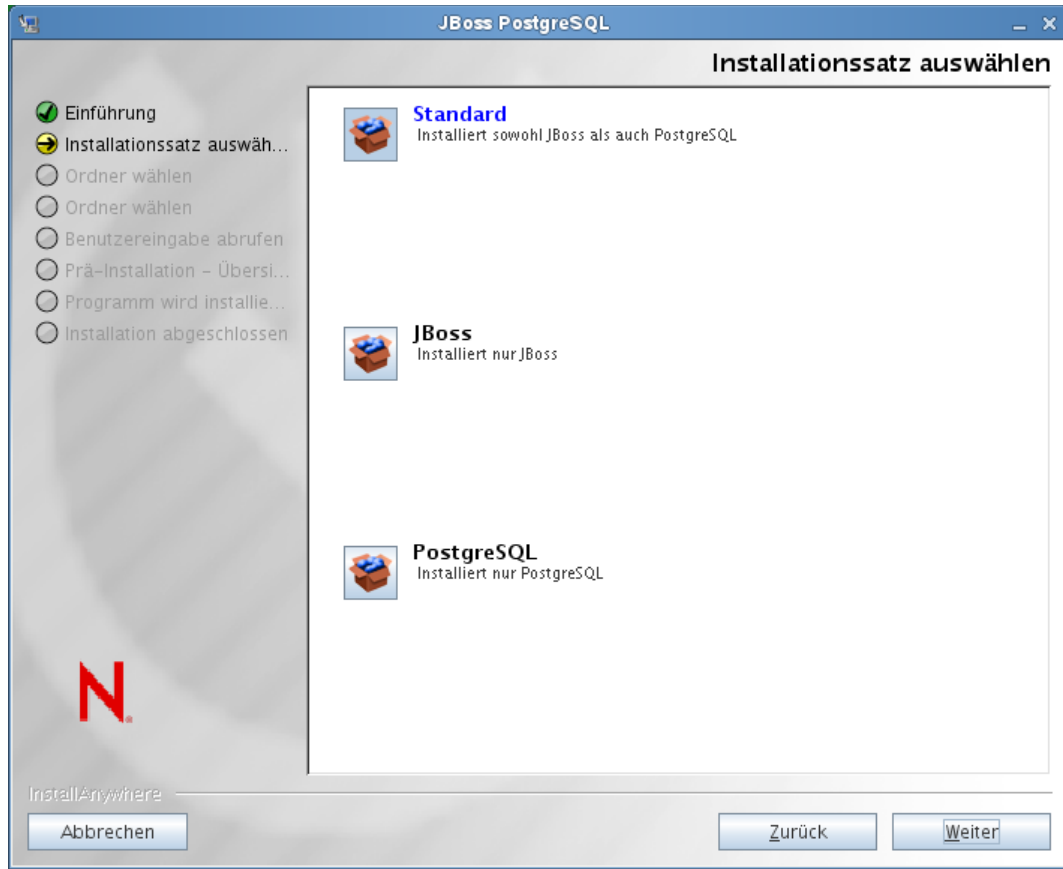 JBoss PostgreSQL
Installationssatz auswählen
Einführung
Installationssatz auswäh...
Ordner wählen
Ordner wählen
Benutzereingabe abrufen
Prä-Installation – Übersi...
Programm wird installie...
Installation abgeschlossen
Standard
Installiert sowohl JBoss als auch PostgreSQL
JBoss
Installiert nur JBoss
PostgreSQL
Installiert nur PostgreSQL
N®
InstallAnywhere
Abbrechen
Zurück
Weiter